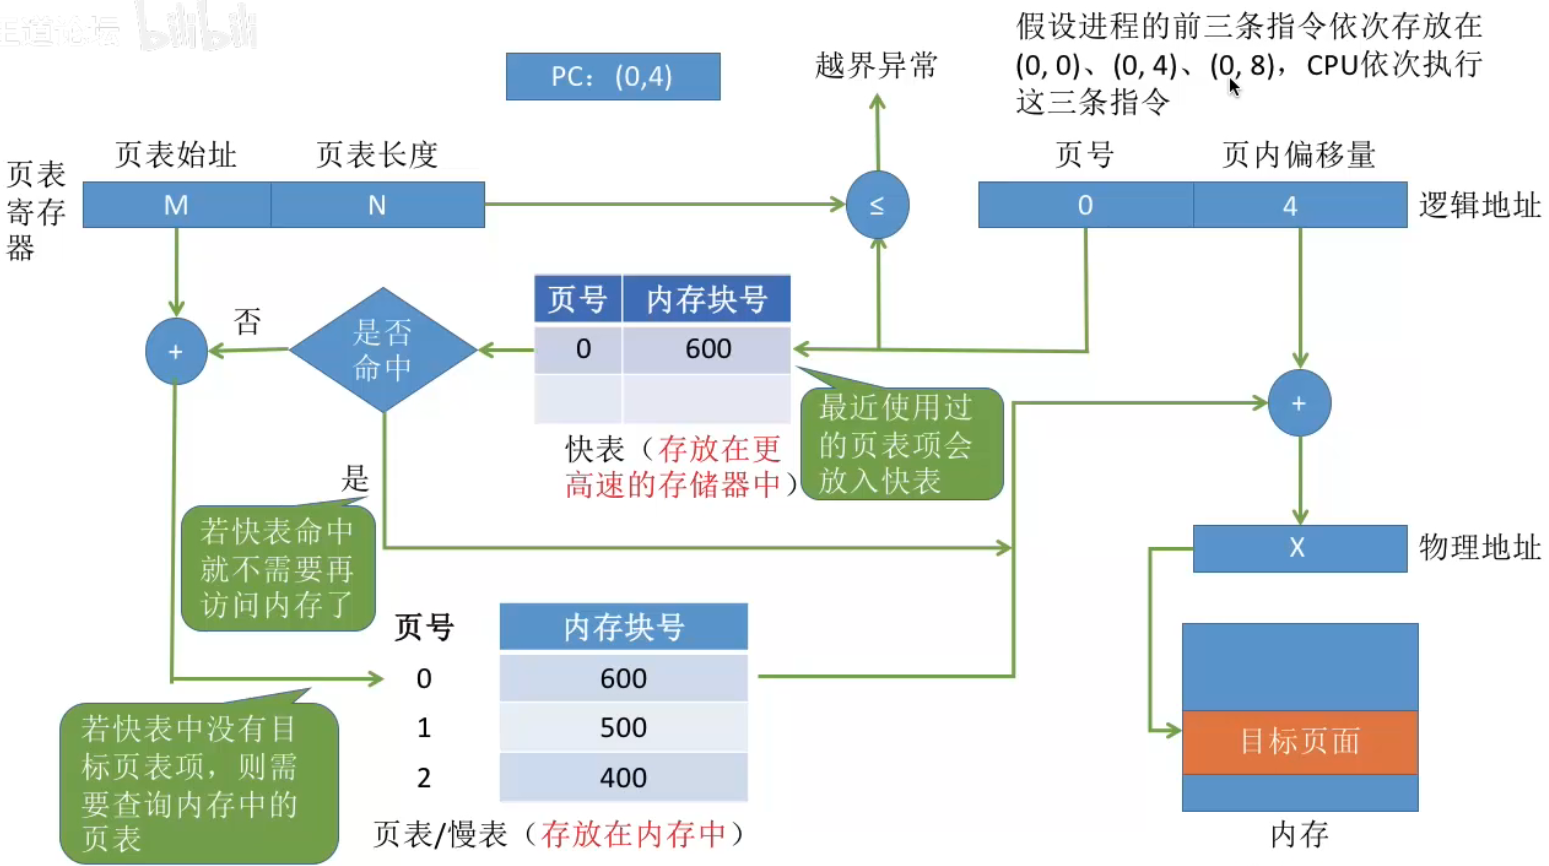 王道论坛 bilibili
假设进程的前三条指令依次存放在
(0, 0)、(0, 4)、(0, 8)，CPU依次执行
这三条指令
PC：(0,4)
越界异常
页表始址
页表长度
页号
页内偏移量
页表
寄存
器
M
N
≤
0
4
逻辑地址
页号
内存块号
0
600
否
是否
命中
+
最近使用过
的页表项会
放入快表
+
快表（存放在更
高速的存储器中）
是
若快表命中
就不需要再
访问内存了
X
物理地址
页号
内存块号
0
600
1
500
2
400
若快表中没有目
标页表项，则需
要查询内存中的
页表
目标页面
页表/慢表（存放在内存中）
内存